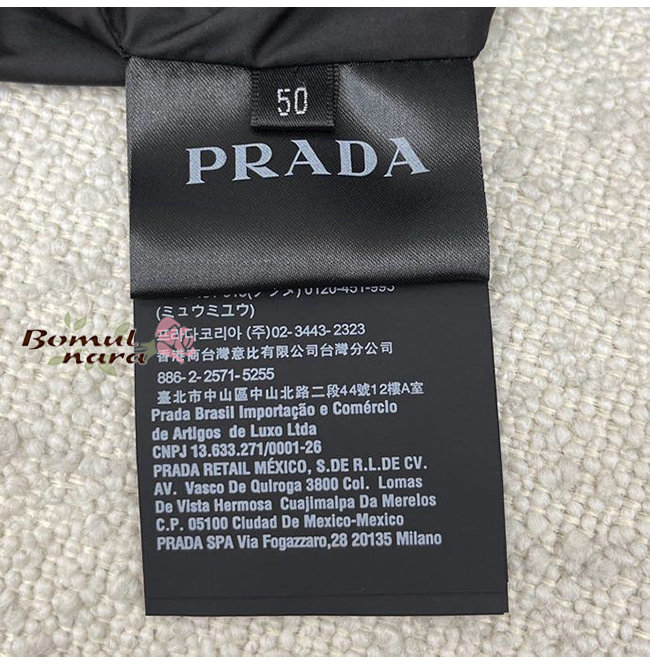 50
PRADA
0120-451-993
(ミュウミュウ)
프라다코리아 (주)02-3443-2323
香港商台灣意比有限公司台灣分公司
886-2-2571-5255
臺北市中山區中山北路二段44號12樓A室
Prada Brasil Importação e Comércio
de Artigos de Luxo Ltda
CNPJ 13.633.271/0001-26
PRADA RETAIL MÉXICO, S.DE R.L.DE CV.
AV. Vasco De Quiroga 3800 Col. Lomas
De Vista Hermosa Cuajimalpa Da Merelos
C.P. 05100 Ciudad De Mexico-Mexico
PRADA SPA Via Fogazzaro,28 20135 Milano
Bomul
nara